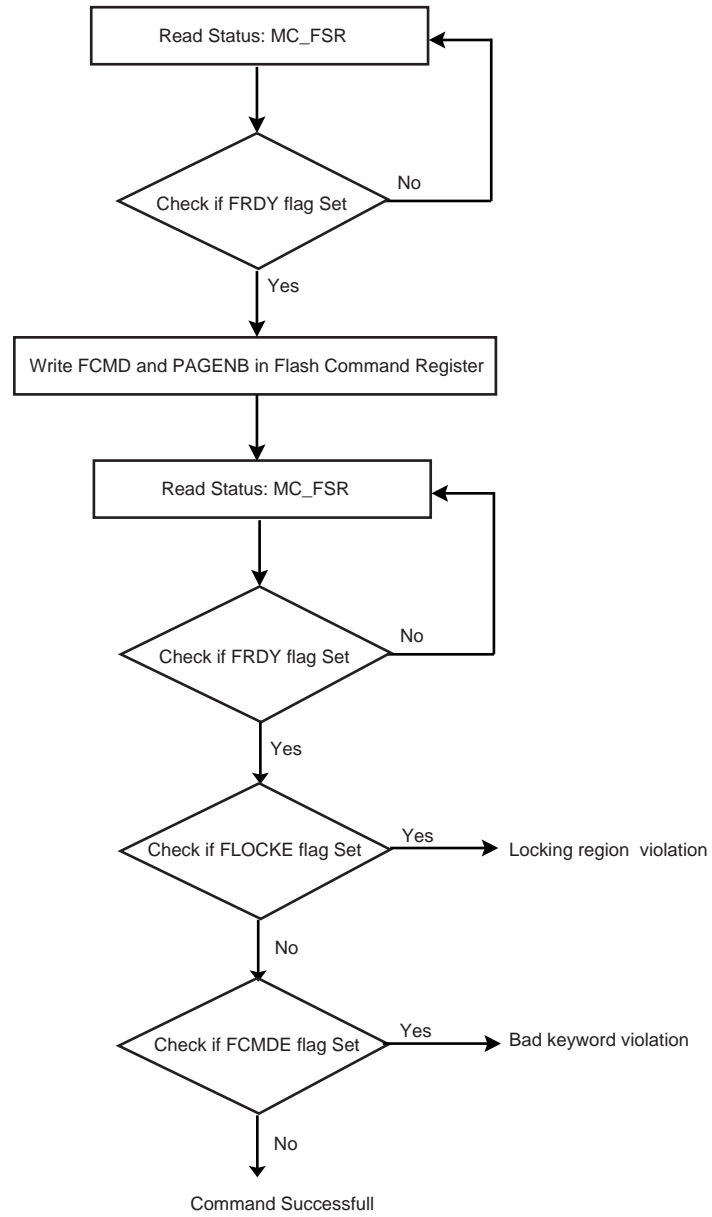 Read Status: MC_FSR
Check if FRDY flag Set
No
Yes
Write FCMD and PAGENB in Flash Command Register
Read Status: MC_FSR
Check if FRDY flag Set
No
Yes
Check if FLOCKE flag Set
Yes
Locking region violation
No
Check if FCMDE flag Set
Yes
Bad keyword violation
No
Command Successfull